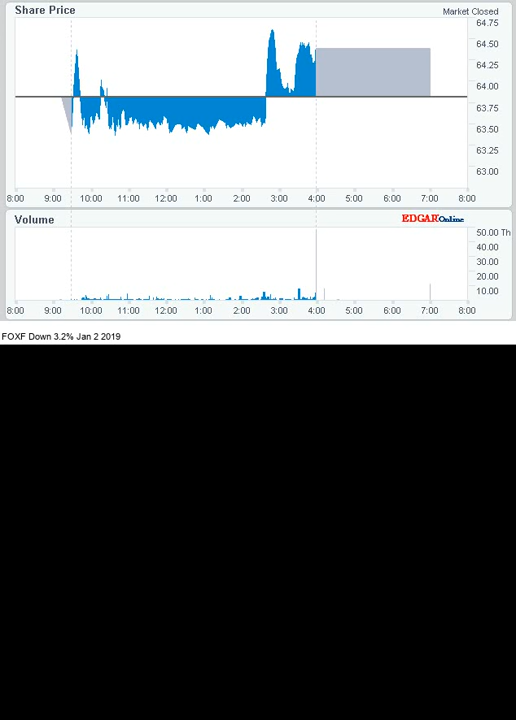 Share Price
Market Closed
64.75
64.50
64.25
64.00
63.75
63.50
63.25
63.00
8:00 9:00 10:00 11:00 12:00 1:00 2:00 3:00 4:00 5:00 6:00 7:00 8:00
Volume
EDGAROnline
50.00 Th
40.00
30.00
20.00
10.00
8:00 9:00 10:00 11:00 12:00 1:00 2:00 3:00 4:00 5:00 6:00 7:00 8:00
FOXF Down 3.2% Jan 2 2019